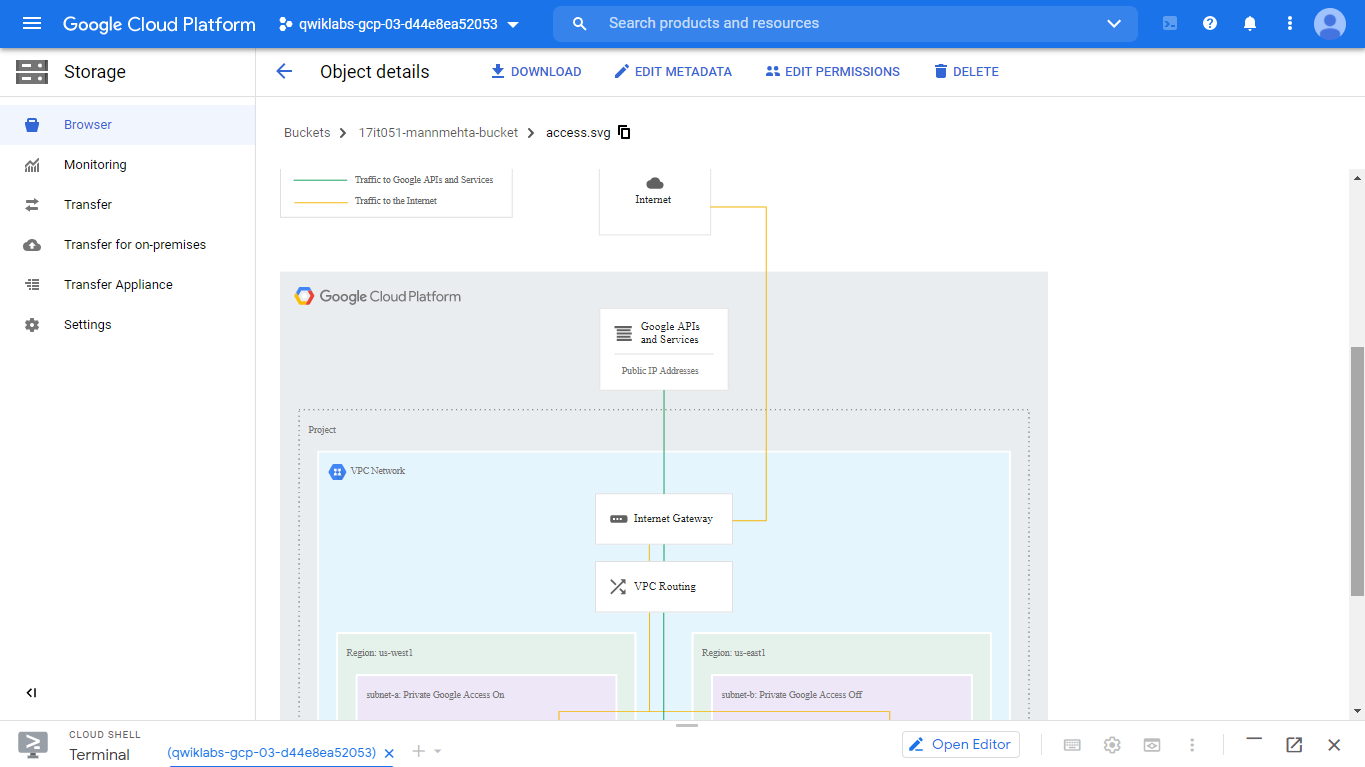 Google Cloud Platform
qwiklabs-gcp-03-d44e8ea52053
Search products and resources
Storage
Object details
DOWNLOAD
EDIT METADATA
EDIT PERMISSIONS
DELETE
Browser
Monitoring
Transfer
Transfer for on-premises
Transfer Appliance
Settings
Buckets
17it051-mannmehta-bucket
access.svg
Traffic to Google APIs and Services
Traffic to the Internet
Internet
Google Cloud Platform
Google APIs
and Services
Public IP Addresses
Project
VPC Network
Internet Gateway
VPC Routing
Region: us-west1
Region: us-east1
subnet-a: Private Google Access On
subnet-b: Private Google Access Off
CLOUD SHELL
Terminal
(qwiklabs-gcp-03-d44e8ea52053)
Open Editor